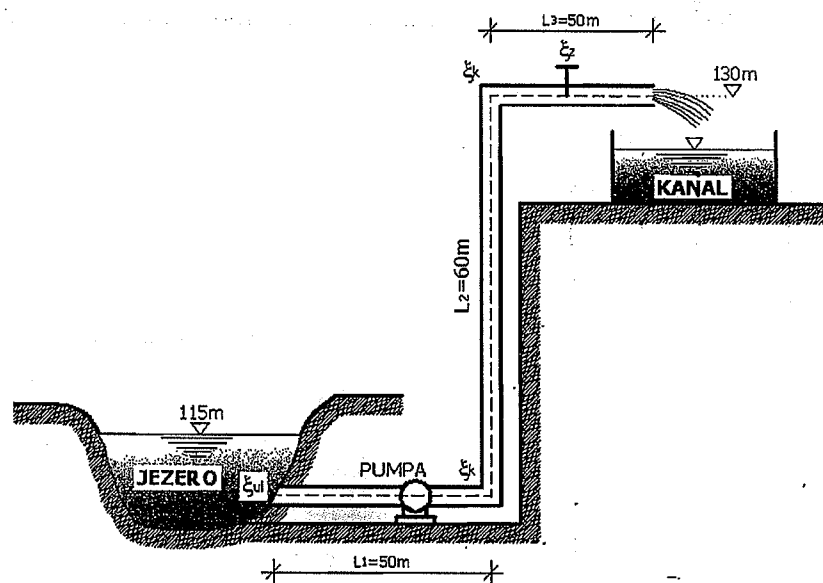 L3=50m
ξk
ξz
130m
KANAL
L2=60m
115m
JEZERO
ξul
PUMPA
ξk
L1=50m